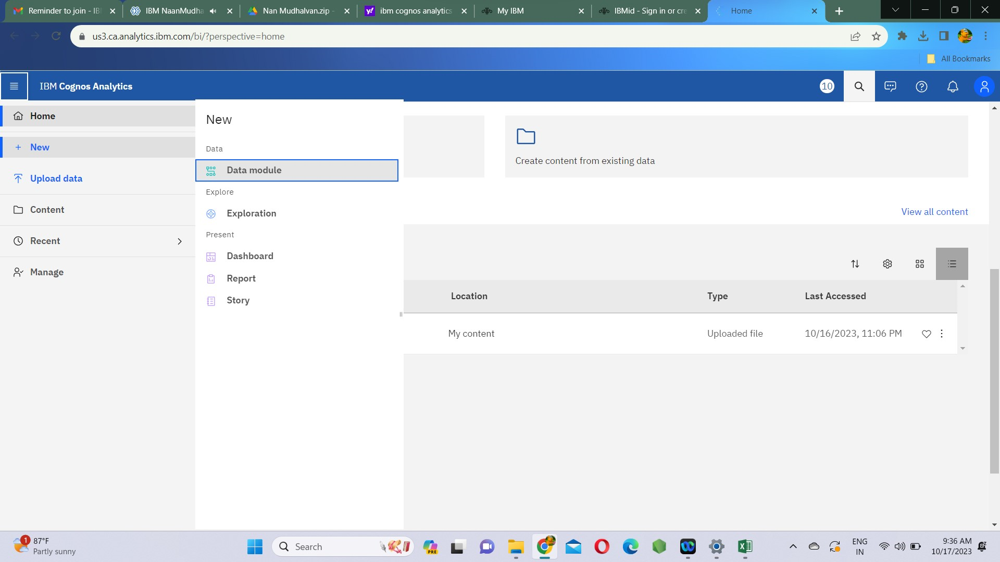 Reminder to join - IB
IBM NaanMudha
Nan Mudhalvan.zip -
ibm cognos analytics
My IBM
IBMid - Sign in or cre
Home
us3.ca.analytics.ibm.com/bi/?perspective=home
All Bookmarks
IBM Cognos Analytics
10
Home
New
Upload data
Content
Recent
Manage
New
Data
Data module
Explore
Exploration
Present
Dashboard
Report
Story
Create content from existing data
View all content
Location
Type
Last Accessed
My content
Uploaded file
10/16/2023, 11:06 PM
1
87°F
Partly sunny
Search
PRE
ENG
IN
9:36 AM
10/17/2023